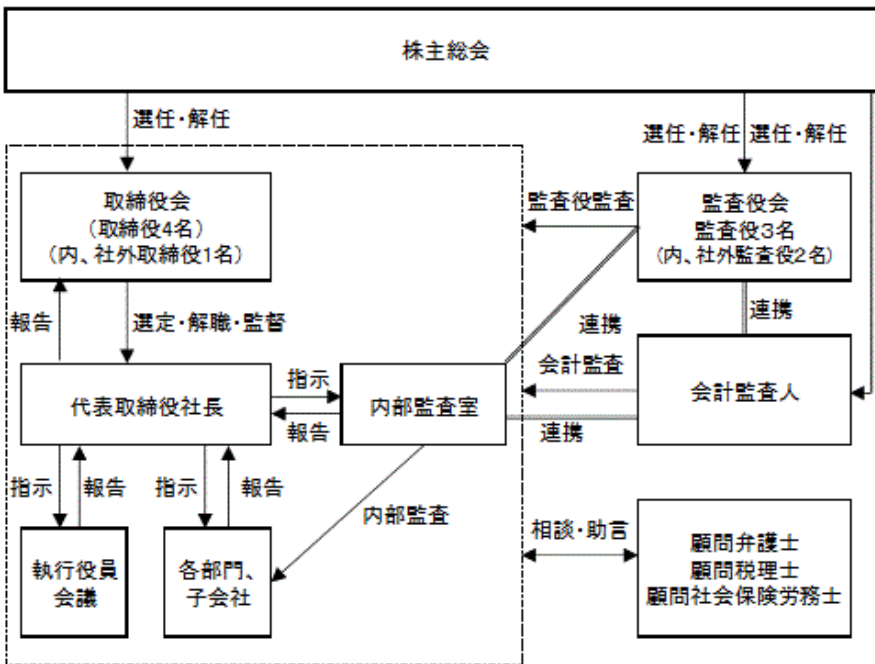 株主総会
選任・解任
選任・解任
選任・解任
取締役会
(取締役4名)
(内、社外取締役1名)
監査役監査
監査役会
監査役3名
(内、社外監査役2名)
報告
選定・解職・監督
連携
連携
代表取締役社長
指示
報告
内部監査室
会計監査
連携
会計監査人
指示
報告
指示
報告
内部監査
執行役員
会議
各部門、
子会社
相談・助言
顧問弁護士
顧問税理士
顧問社会保険労務士